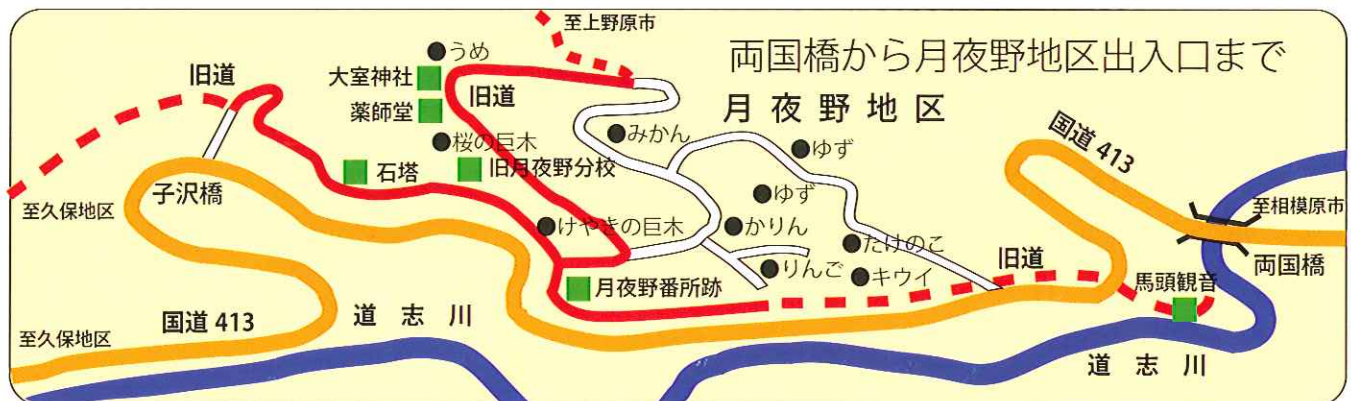 至上野原市
両国橋から月夜野地区出入口まで
うめ
旧道
大室神社
旧道
月夜野地区
薬師堂
みかん
国道 413
桜の巨木
ゆず
石塔
旧月夜野分校
子沢橋
ゆず
至久保地区
至相模原市
けやきの巨木
かりん
たけのこ
旧道
両国橋
りんご
キウイ
馬頭観音
月夜野番所跡
国道 413
道志川
至久保地区
道志川